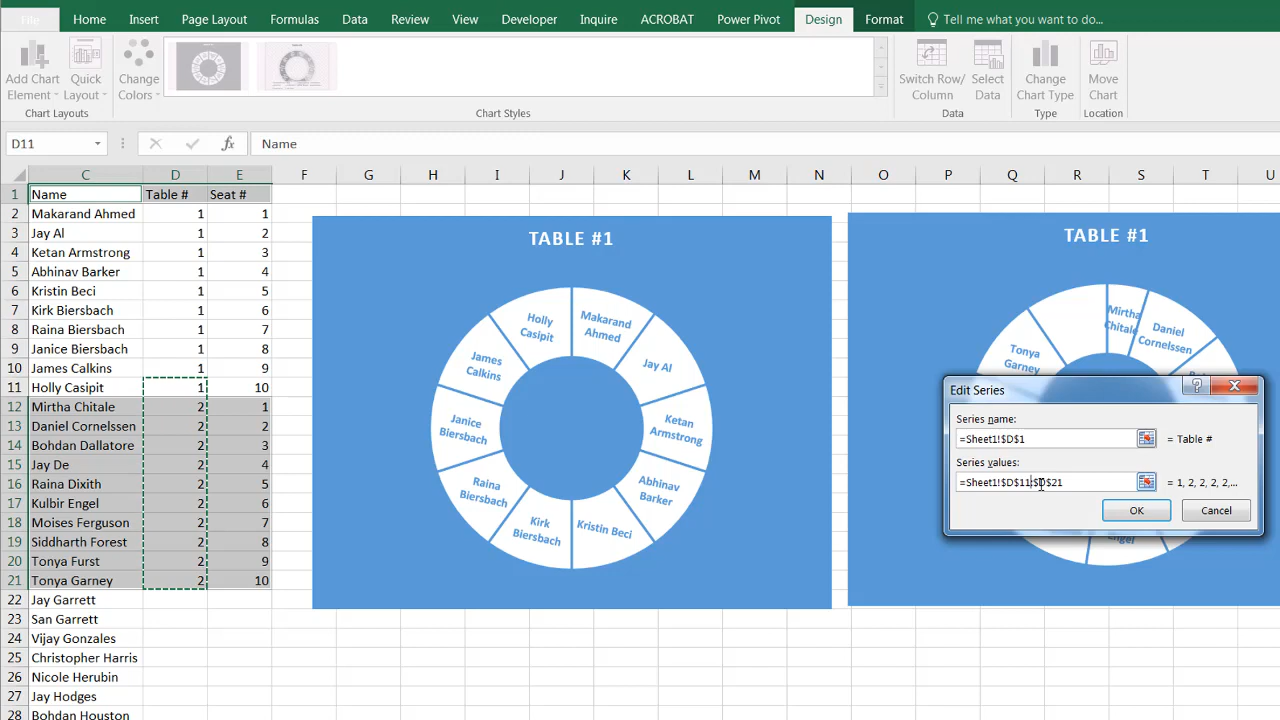 File Home Insert Page Layout Formulas Data Review View Developer Inquire ACROBAT Power Pivot Design Format Tell me what you want to do...
Add Chart Element Quick Layout Change Colors Switch Row/ Column Select Data Change Chart Type Move Chart
Chart Layouts Chart Styles Data Type Location
D11 fx Name
C D E F G H I J K L M N O P Q R S T U
1 Name Table # Seat #
2 Makarand Ahmed 1 1
3 Jay Al 1 2
4 Ketan Armstrong 1 3
5 Abhinav Barker 1 4
6 Kristin Beci 1 5
7 Kirk Biersbach 1 6
8 Raina Biersbach 1 7
9 Janice Biersbach 1 8
10 James Calkins 1 9
11 Holly Casipit 1 10
12 Mirtha Chitale 2 1
13 Daniel Cornelssen 2 2
14 Bohdan Dallatore 2 3
15 Jay De 2 4
16 Raina Dixith 2 5
17 Kulbir Engel 2 6
18 Moises Ferguson 2 7
19 Siddharth Forest 2 8
20 Tonya Furst 2 9
21 Tonya Garney 2 10
22 Jay Garrett
23 San Garrett
24 Vijay Gonzales
25 Christopher Harris
26 Nicole Herubin
27 Jay Hodges
28 Bohdan Houston
TABLE #1
Makarand
Ahmed
Jay Al
Ketan
Armstrong
Abhinav
Barker
Kristin Beci
Kirk
Biersbach
Raina
Biersbach
Janice
Biersbach
James
Calkins
Holly
Casipit
TABLE #1
Mirtha
Chitale
Daniel
Cornelssen
Tonya
Garney
Engel
Edit Series
Series name:
=Sheet1!$D$1 = Table #
Series values:
=Sheet1!$D$11:$D$21 = 1, 2, 2, 2, 2,...
OK Cancel